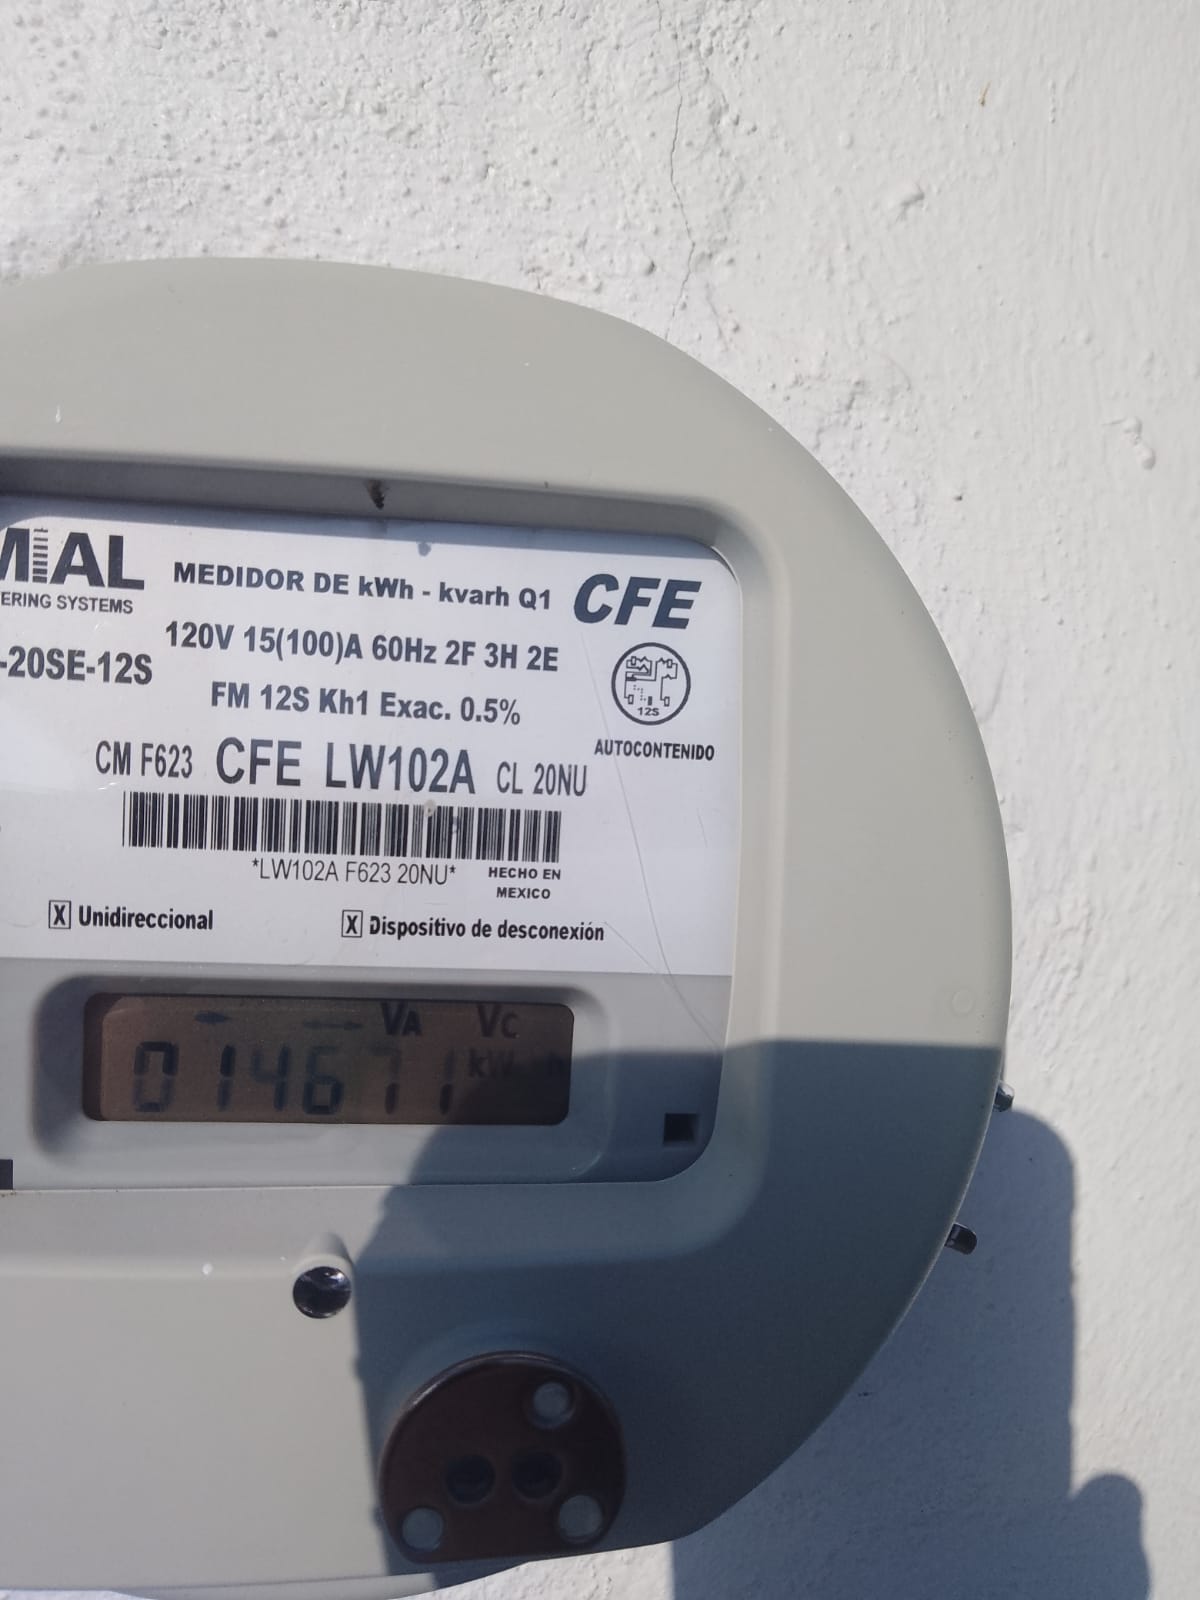 MIAL
ERING SYSTEMS
-20SE-12S
MEDIDOR DE kWh - kvarh Q1
CFE
120V 15(100)A 60Hz 2F 3H 2E
FM 12S Kh1 Exac. 0.5%
12S
AUTOCONTENIDO
CM F623 CFE LW102A CL 20NU
*LW102A F623 20NU*
HECHO EN
MEXICO
X Unidireccional
X Dispositivo de desconexión
VA VC
014671 kW h